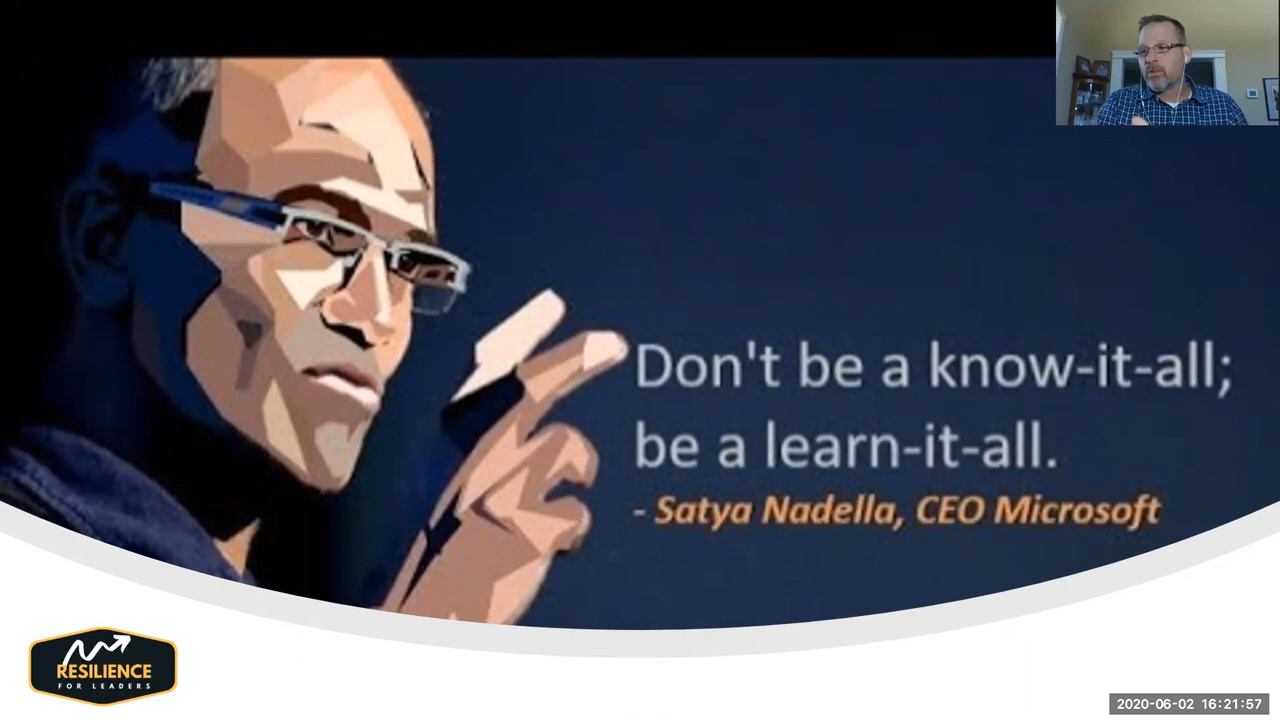 Don't be a know-it-all;
be a learn-it-all.
- Satya Nadella, CEO Microsoft
RESILIENCE
FOR LEADERS
2020-06-02 16:21:57